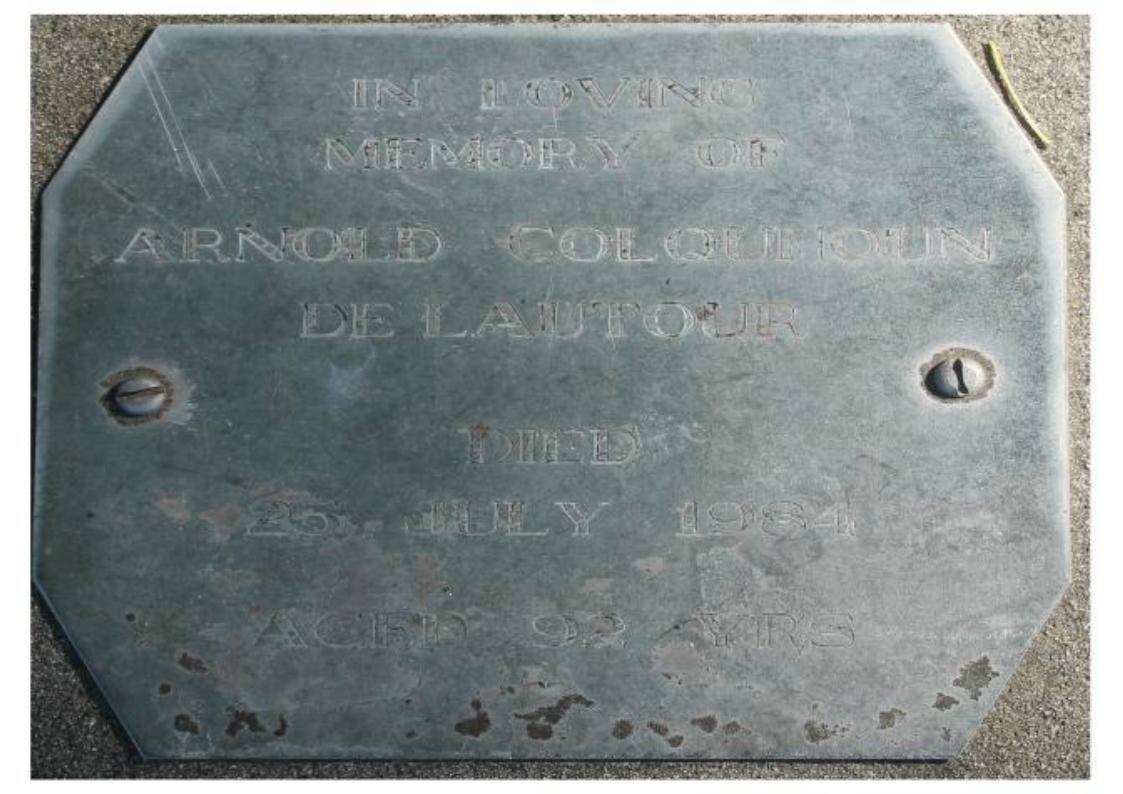 IN LOVING
MEMORY OF
ARNOLD COLQUHOUN
DE LAUTOUR
DIED
25 JULY 1984
AGED 92 YRS